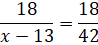 18/(x − 13) = 18/42